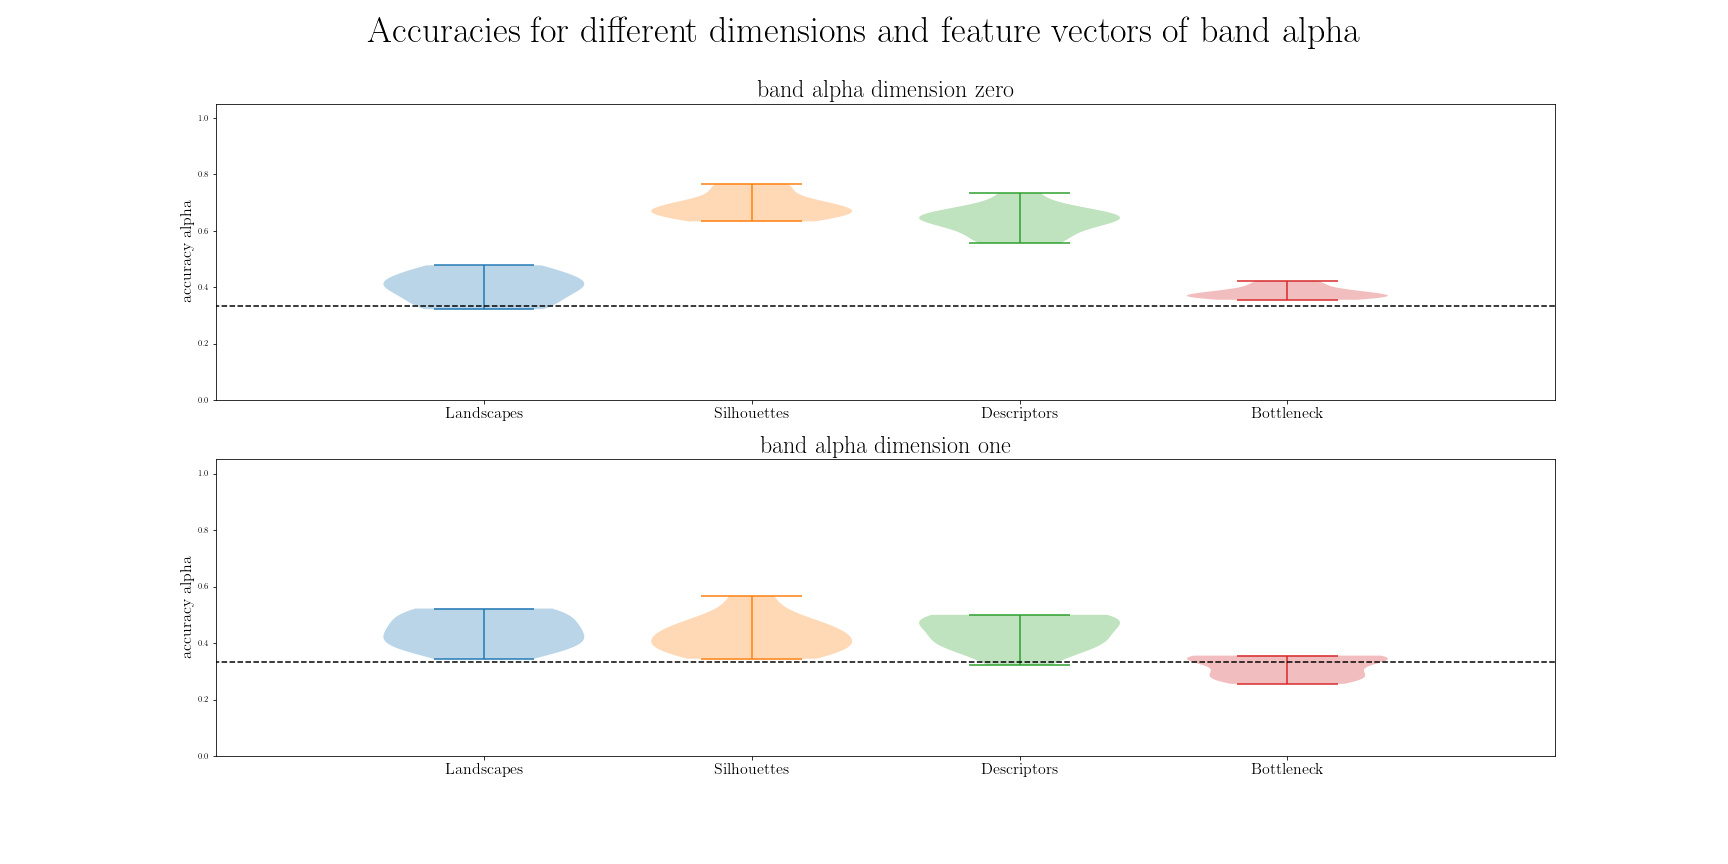 Accuracies for different dimensions and feature vectors of band alpha
band alpha dimension zero
accuracy alpha
1.0
0.8
0.6
0.4
0.2
0.0
Landscapes Silhouettes Descriptors Bottleneck
band alpha dimension one
accuracy alpha
1.0
0.8
0.6
0.4
0.2
0.0
Landscapes Silhouettes Descriptors Bottleneck